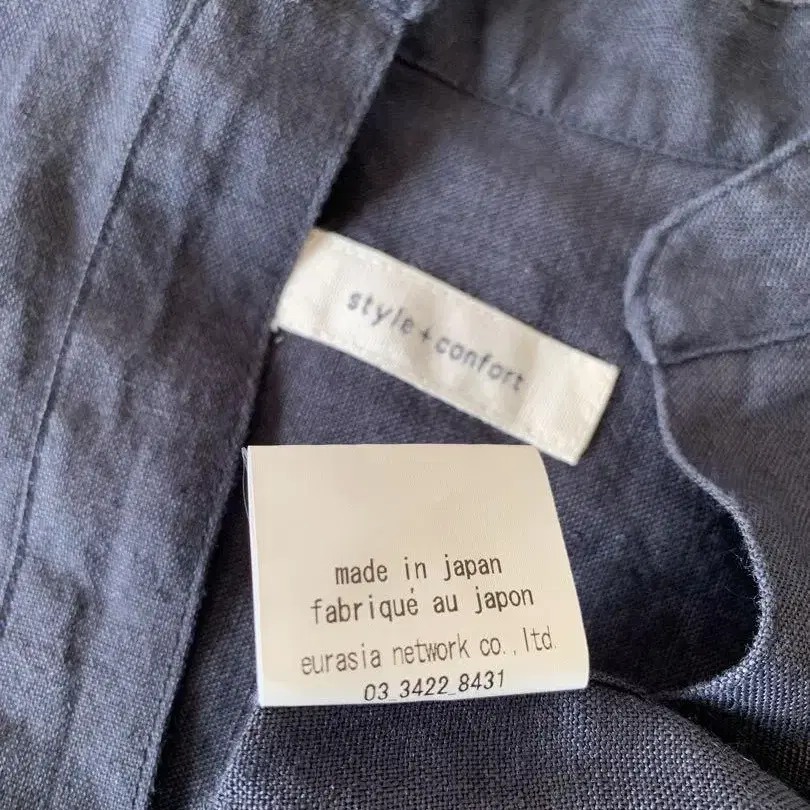 style+confort
made in japan
fabriqué au japon
eurasia network co.,ltd.
03_3422_8431